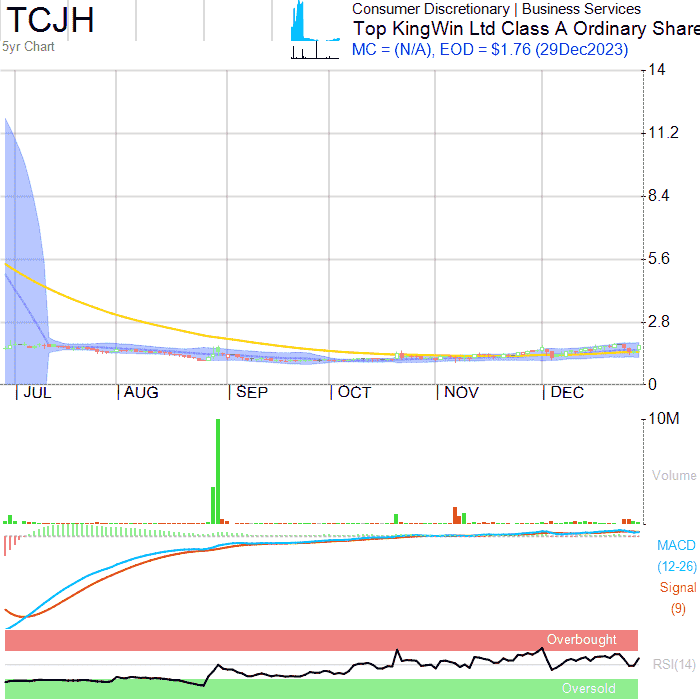 TCJH
5yr Chart
Consumer Discretionary | Business Services
Top KingWin Ltd Class A Ordinary Share
MC = (N/A), EOD = $1.76 (29Dec2023)
14
11.2
8.4
5.6
2.8
0
JUL AUG SEP OCT NOV DEC
10M
Volume
MACD
(12-26)
Signal
(9)
Overbought
RSI(14)
Oversold